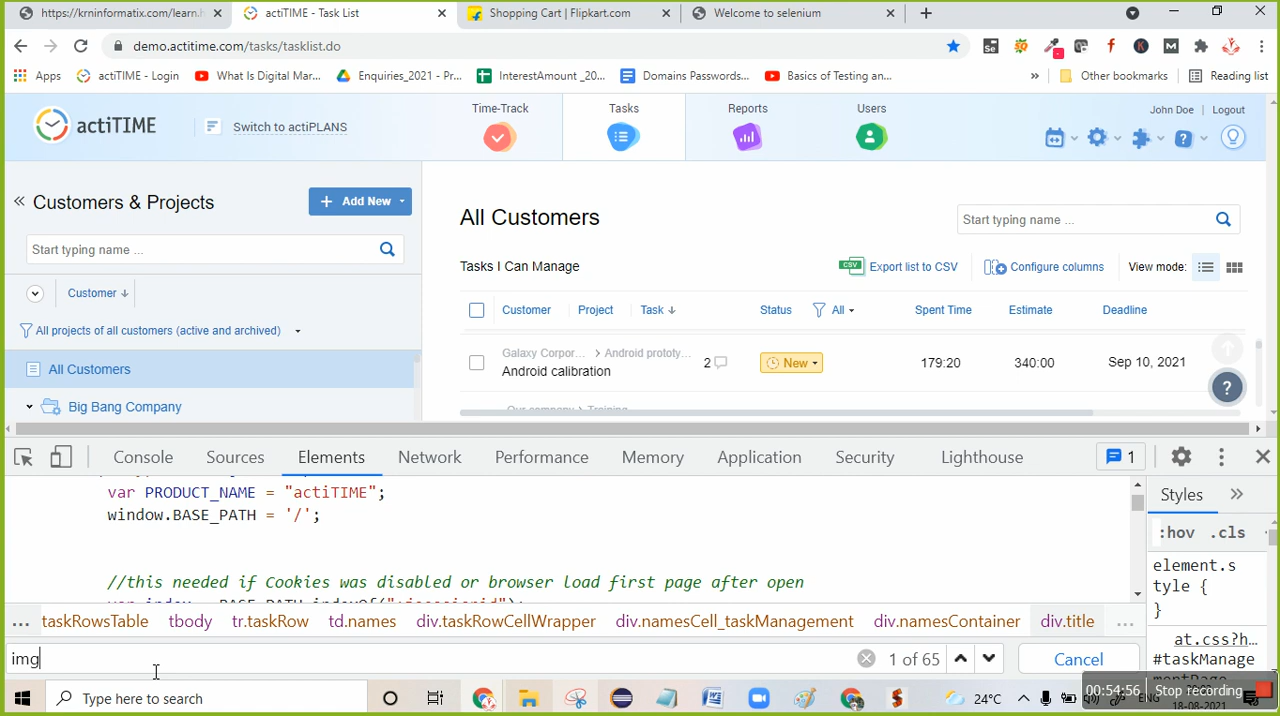 https://krninformatix.com/learn.h
actiTIME - Task List
Shopping Cart | Flipkart.com
Welcome to selenium
demo.actitime.com/tasks/tasklist.do
Apps
actiTIME - Login
What Is Digital Mar...
Enquiries_2021 - Pr...
InterestAmount _20...
Domains Passwords...
Basics of Testing an...
»
Other bookmarks
Reading list
actiTIME
Switch to actiPLANS
Time-Track
Tasks
Reports
Users
John Doe
Logout
Customers & Projects
Add New
Start typing name ...
Customer
All projects of all customers (active and archived)
All Customers
Big Bang Company
All Customers
Start typing name ...
Tasks I Can Manage
CSV Export list to CSV
Configure columns
View mode:
Customer Project Task Status All Spent Time Estimate Deadline
Galaxy Corpor... > Android prototy...
Android calibration
2
New
179:20
340:00
Sep 10, 2021
Our company > Training
?
Console Sources Elements Network Performance Memory Application Security Lighthouse
1
var PRODUCT_NAME = "actiTIME";
window.BASE_PATH = '/';
//this needed if Cookies was disabled or browser load first page after open
... taskRowsTable tbody tr.taskRow td.names div.taskRowCellWrapper div.namesCell_taskManagement div.namesContainer div.title ...
img
1 of 65
Cancel
Styles »
:hov .cls
element.s
tyle {
}
at.css?h...
#taskManage
Type here to search
24°C
ENG
18-08-2021
00:54:56 Stop recording